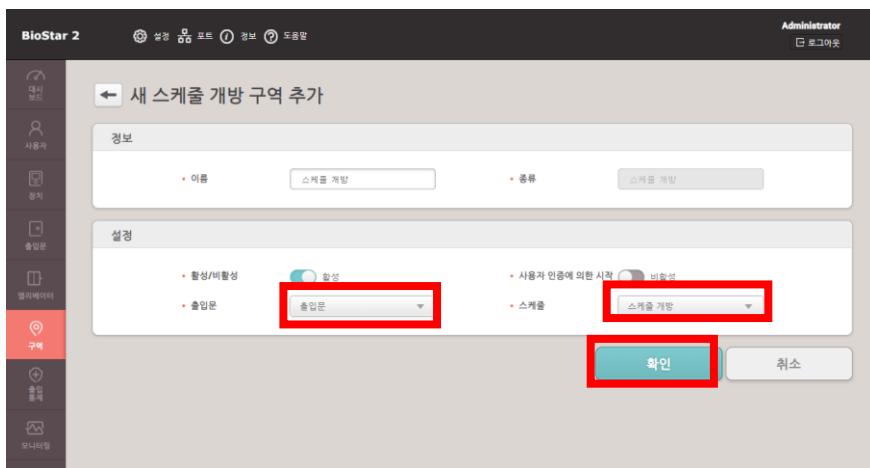 BioStar 2
설정
포트
정보
도움말
Administrator
로그아웃
대시
보드
사용자
장치
출입문
엘리베이터
구역
출입
통제
모니터링
새 스케줄 개방 구역 추가
정보
• 이름
스케줄 개방
• 종류
스케줄 개방
설정
• 활성/비활성
활성
• 사용자 인증에 의한 시작
비활성
• 출입문
출입문
• 스케줄
스케줄 개방
확인
취소